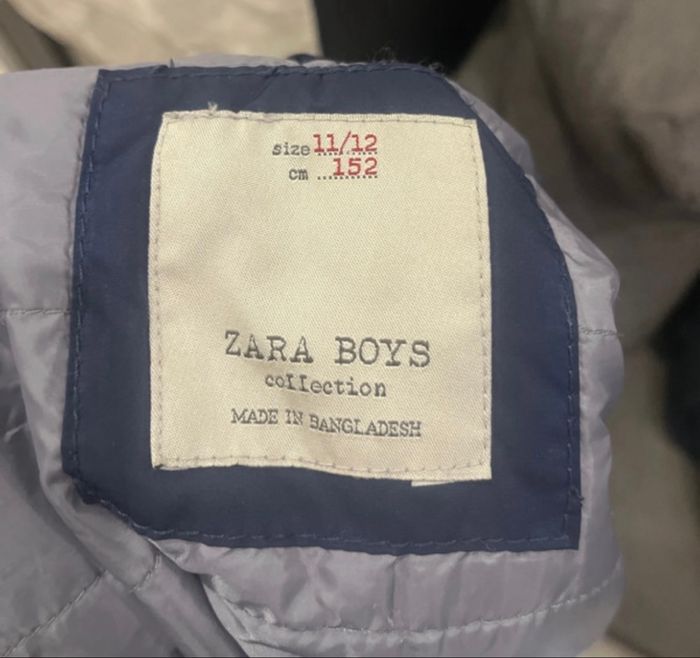 size 11/12
cm 152
ZARA BOYS
collection
MADE IN BANGLADESH